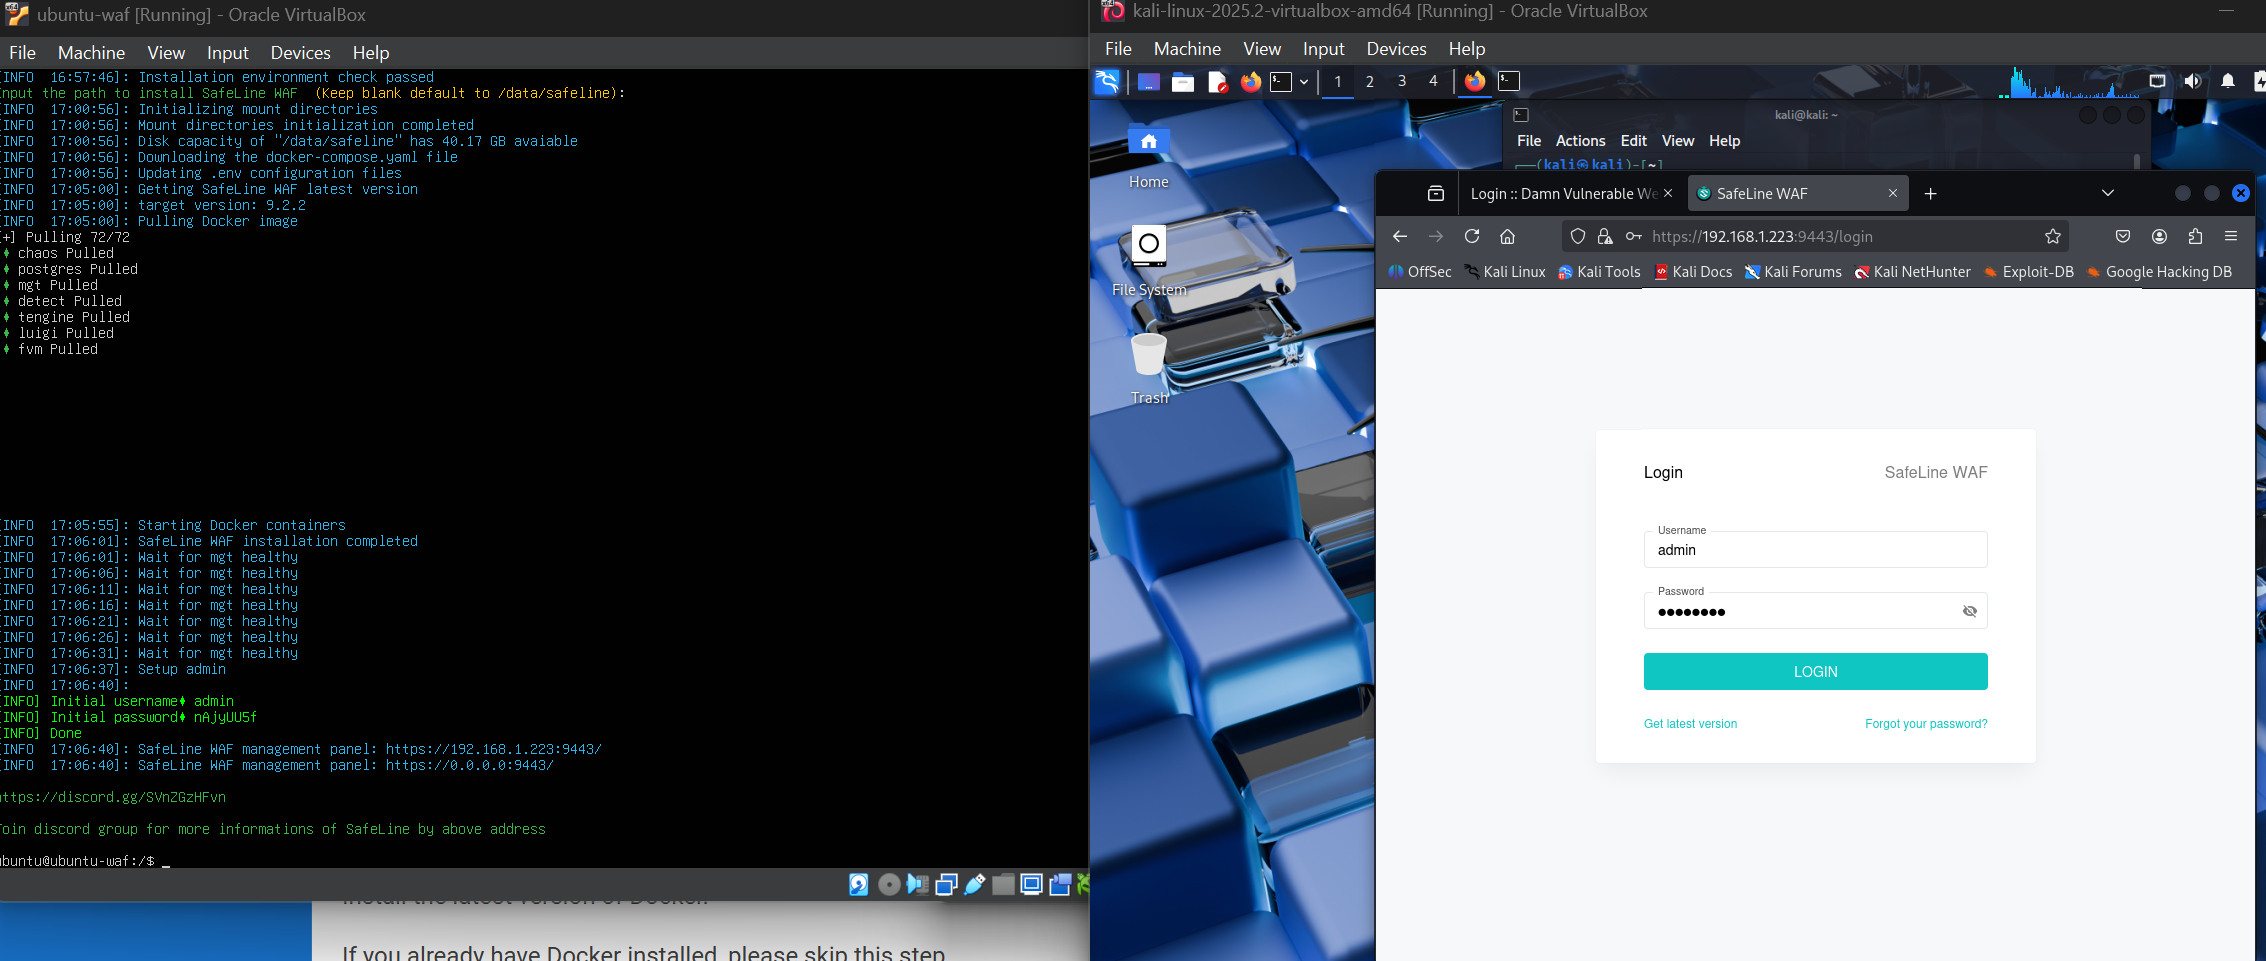 ubuntu-waf [Running] - Oracle VirtualBox
File Machine View Input Devices Help
[INFO 16:57:46]: Installation environment check passed
Input the path to install SafeLine WAF (Keep blank default to /data/safeline):
[INFO 17:00:56]: Initializing mount directories
[INFO 17:00:56]: Mount directories initialization completed
[INFO 17:00:56]: Disk capacity of "/data/safeline" has 40.17 GB avaiable
[INFO 17:00:56]: Downloading the docker-compose.yaml file
[INFO 17:00:56]: Updating .env configuration files
[INFO 17:05:00]: Getting SafeLine WAF latest version
[INFO 17:05:00]: target version: 9.2.2
[INFO 17:05:00]: Pulling Docker image
[+] Pulling 72/72
♦ chaos Pulled
♦ postgres Pulled
♦ mgt Pulled
♦ detect Pulled
♦ tengine Pulled
♦ luigi Pulled
♦ fvm Pulled
[INFO 17:05:55]: Starting Docker containers
[INFO 17:06:01]: SafeLine WAF installation completed
[INFO 17:06:01]: Wait for mgt healthy
[INFO 17:06:06]: Wait for mgt healthy
[INFO 17:06:11]: Wait for mgt healthy
[INFO 17:06:16]: Wait for mgt healthy
[INFO 17:06:21]: Wait for mgt healthy
[INFO 17:06:26]: Wait for mgt healthy
[INFO 17:06:31]: Wait for mgt healthy
[INFO 17:06:37]: Setup admin
[INFO 17:06:40]:
[INFO] Initial username♦ admin
[INFO] Initial password♦ nAjyUU5f
[INFO] Done
[INFO 17:06:40]: SafeLine WAF management panel: https://192.168.1.223:9443/
[INFO 17:06:40]: SafeLine WAF management panel: https://0.0.0.0:9443/
https://discord.gg/SVnZGzHFvn
Join discord group for more informations of SafeLine by above address
ubuntu@ubuntu-waf:/$ _
Install the latest version of Docker.
If you already have Docker installed, please skip this step
kali-linux-2025.2-virtualbox-amd64 [Running] - Oracle VirtualBox
File Machine View Input Devices Help
1 2 3 4
Home
File System
Trash
kali@kali: ~
File Actions Edit View Help
(kali㉿kali)-[~]
Login :: Damn Vulnerable We
SafeLine WAF
https://192.168.1.223:9443/login
OffSec Kali Linux Kali Tools Kali Docs Kali Forums Kali NetHunter Exploit-DB Google Hacking DB
Login SafeLine WAF
Username
admin
Password
●●●●●●●●
LOGIN
Get latest version Forgot your password?